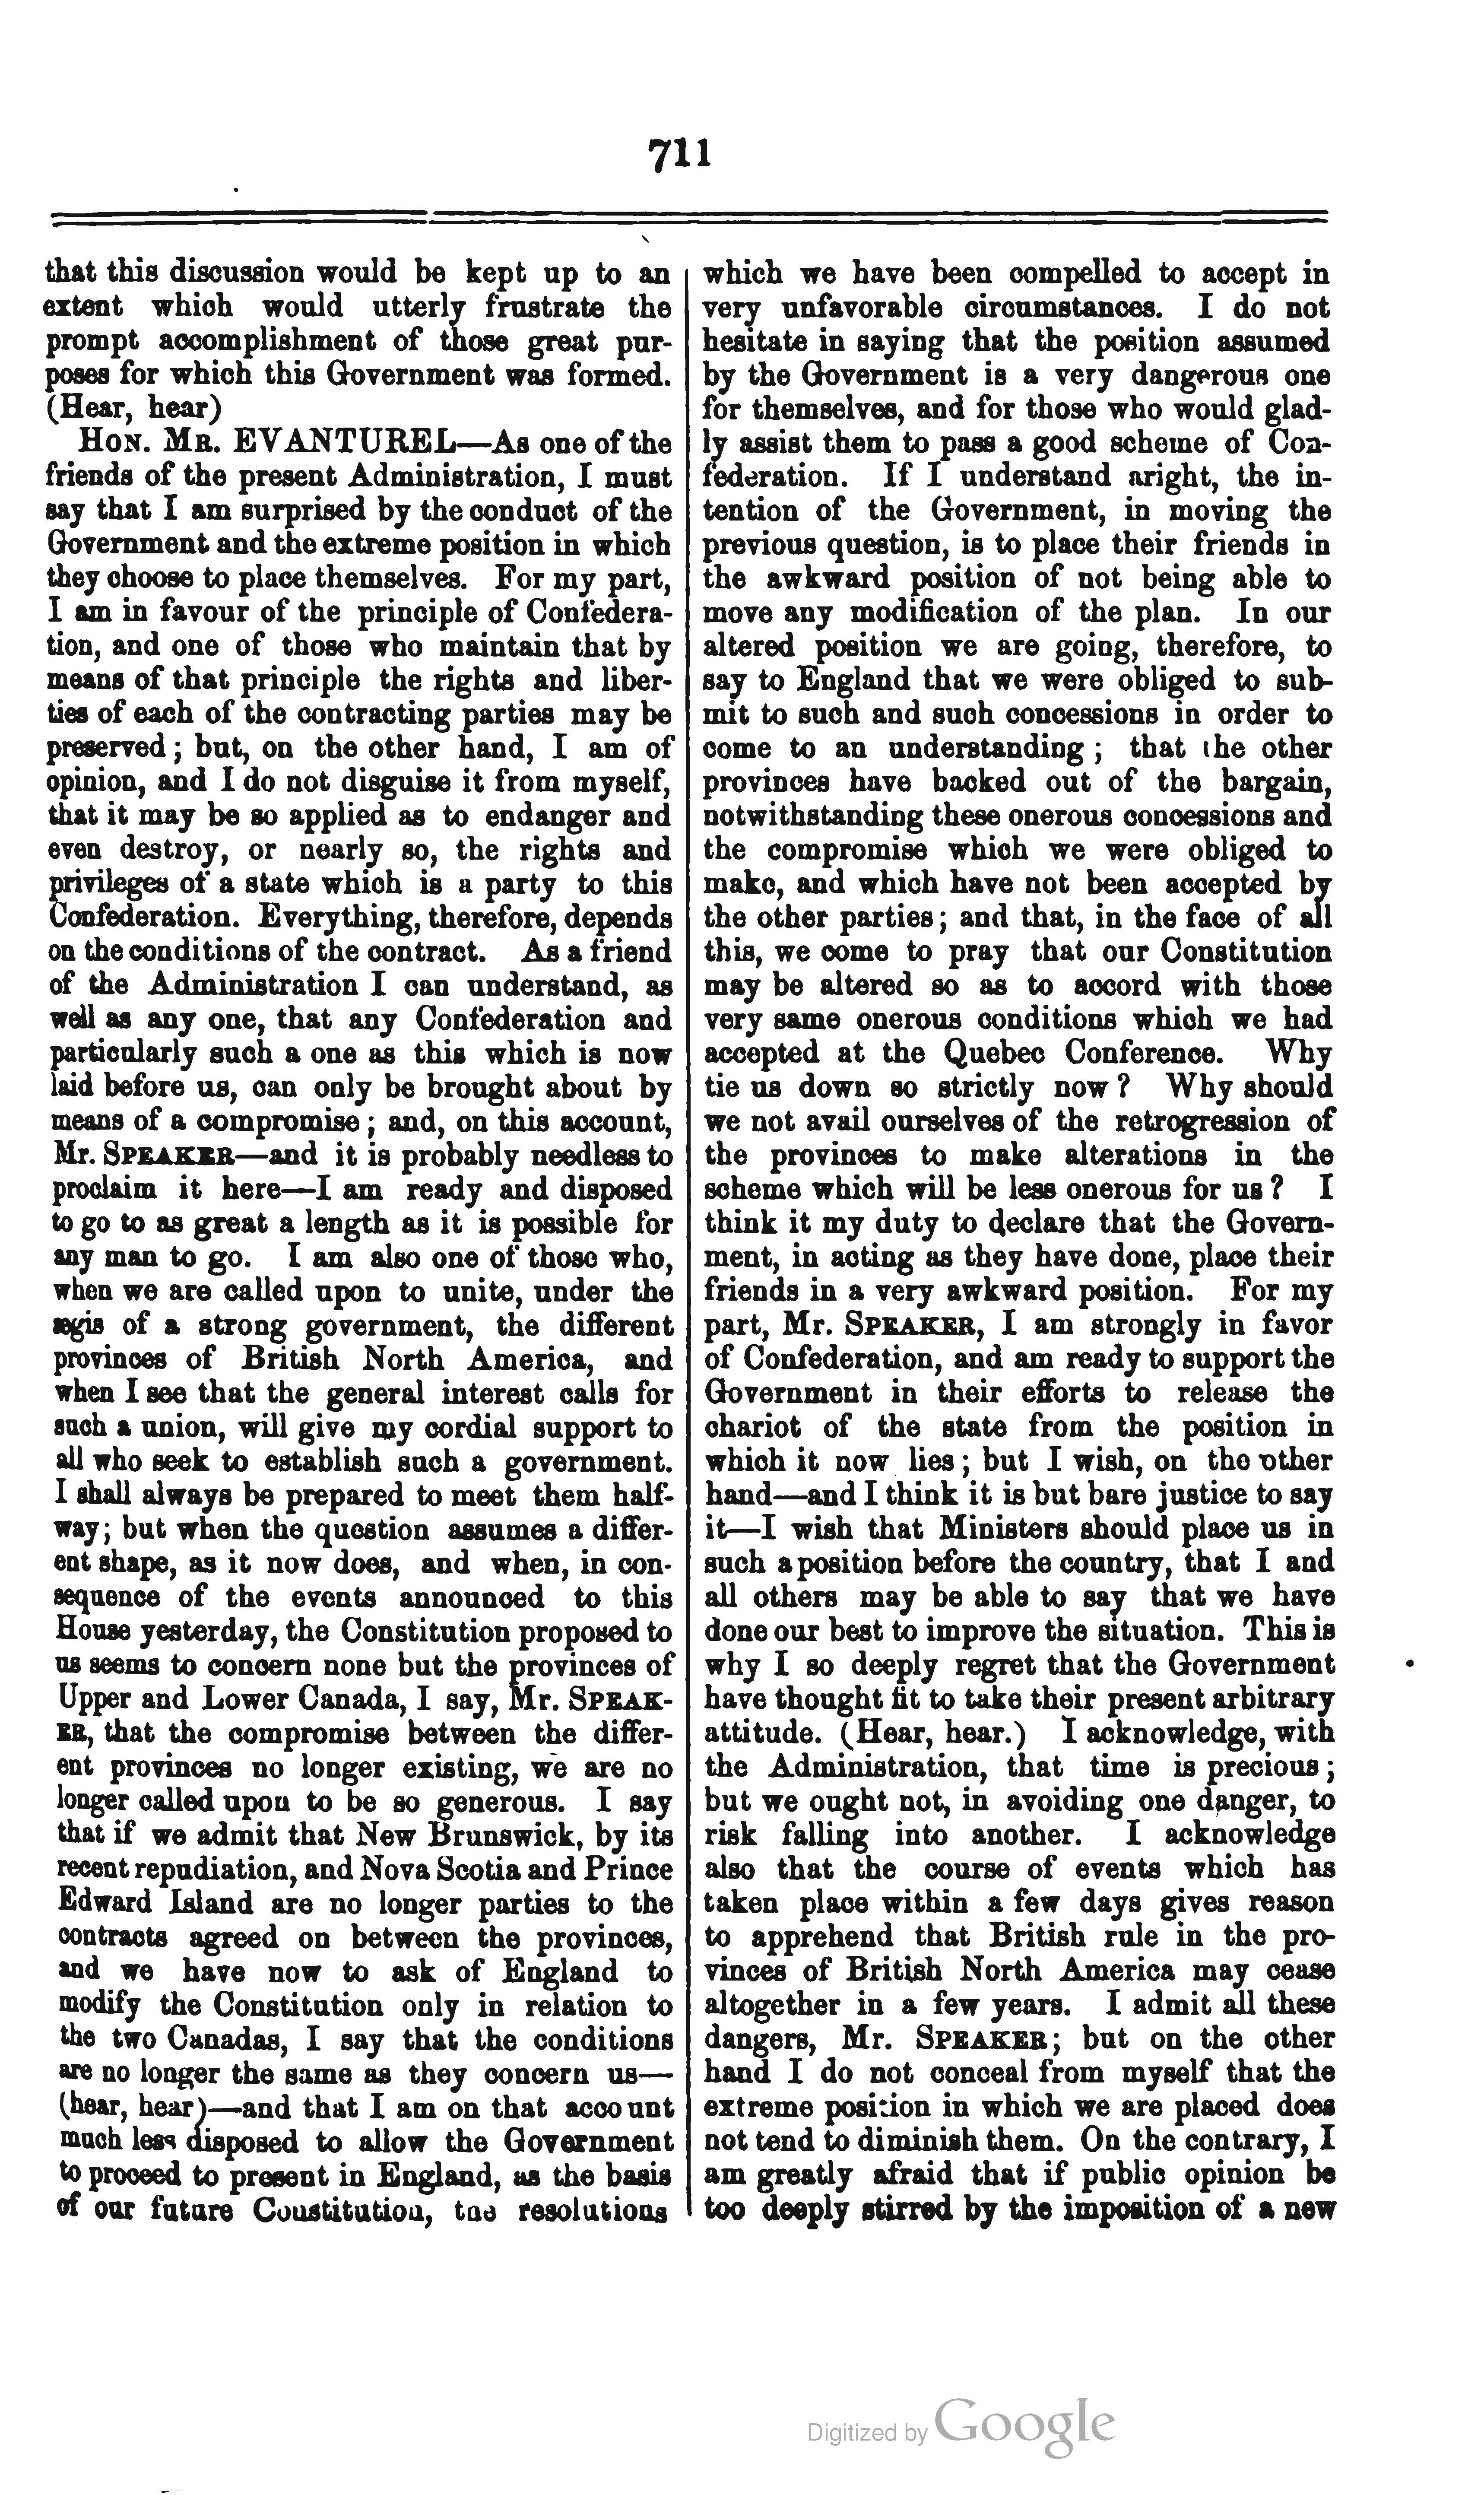 711
that this discussion would be kept up to an
extent which would utterly frustrate the
prompt accomplishment of those great pur-
poses for which this Government was formed.
(Hear, hear)
HON. MR. EVANTUREL—As one of the
friends of the present Administration, I must
say that I am surprised by the conduct of the
Government and the extreme position in which
they choose to place themselves. For my part,
I am in favour of the principle of Confedera-
tion, and one of those who maintain that by
means of that principle the rights and liber-
ties of each of the contracting parties may be
preserved; but, on the other hand, I am of
opinion, and I do not disguise it from myself,
that it may be so applied as to endanger and
even destroy, or nearly so, the rights and
privileges of a state which is a party to this
Confederation. Everything, therefore, depends
on the conditions of the contract. As a friend
of the Administration I can understand, as
well as any one, that any Confederation and
particularly such a one as this which is now
laid before us, can only be brought about by
means of a compromise; and, on this account,
Mr. SPEAKER—and it is probably needless to
proclaim it here—I am ready and disposed
to go to as great a length as it is possible for
any man to go. I am also one of those who,
when we are called upon to unite, under the
ægis of a strong government, the different
provinces of British North America, and
when I see that the general interest calls for
such a union, will give my cordial support to
all who seek to establish such a government.
I shall always be prepared to meet them half-
way; but when the question assumes a differ-
ent shape, as it now does, and when, in con-
sequence of the events announced to this
House yesterday, the Constitution proposed to
us seems to concern none but the provinces of
Upper and Lower Canada, I say, Mr. SPEAK-
ER, that the compromise between the differ-
ent provinces no longer existing, we are no
longer called upon to be so generous. I say
that if we admit that New Brunswick, by its
recent repudiation, and Nova Scotia and Prince
Edward Island are no longer parties to the
contracts agreed on between the provinces,
and we have now to ask of England to
modify the Constitution only in relation to
the two Canadas, I say that the conditions
are no longer the same as they concern us—
(hear, hear)—and that I am on that account
much less disposed to allow the Government
to proceed to present in England, as the basis
of our future Constitution, the resolutions
which we have been compelled to accept in
very unfavorable circumstances. I do not
hesitate in saying that the position assumed
by the Government is a very dangerous one
for themselves, and for those who would glad-
ly assist them to pass a good scheme of Con-
federation. If I understand aright, the in-
tention of the Government, in moving the
previous question, is to place their friends in
the awkward position of not being able to
move any modification of the plan. In our
altered position we are going, therefore, to
say to England that we were obliged to sub-
mit to such and such concessions in order to
come to an understanding; that the other
provinces have backed out of the bargain,
notwithstanding these onerous concessions and
the compromise which we were obliged to
make, and which have not been accepted by
the other parties; and that, in the face of all
this, we come to pray that our Constitution
may be altered so as to accord with those
very same onerous conditions which we had
accepted at the Quebec Conference. Why
tie us down so strictly now? Why should
we not avail ourselves of the retrogression of
the provinces to make alterations in the
scheme which will be less onerous for us? I
think it my duty to declare that the Govern-
ment, in acting as they have done, place their
friends in a very awkward position. For my
part, Mr. SPEAKER, I am strongly in favor
of Confederation, and am ready to support the
Government in their efforts to release the
chariot of the state from the position in
which it now lies; but I wish, on the other
hand—and I think it is but bare justice to say
it—I wish that Ministers should place us in
such a position before the country, that I and
all others may be able to say that we have
done our best to improve the situation. This is
why I so deeply regret that the Government
have thought fit to take their present arbitrary
attitude. (Hear, hear.) I acknowledge, with
the Administration, that time is precious;
but we ought not, in avoiding one danger, to
risk falling into another. I acknowledge
also that the course of events which has
taken place within a few days gives reason
to apprehend that British rule in the pro-
vinces of British North America may cease
altogether in a few years. I admit all these
dangers, Mr. SPEAKER; but on the other
hand I do not conceal from myself that the
extreme position in which we are placed does
not tend to diminish them. On the contrary, I
am greatly afraid that if public opinion be
too deeply stirred by the imposition of a new
Digitized by Google